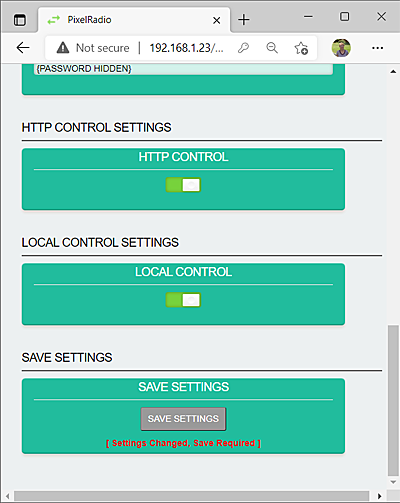 PixelRadio
Not secure | 192.168.1.23/...
{PASSWORD HIDDEN}
HTTP CONTROL SETTINGS
HTTP CONTROL
LOCAL CONTROL SETTINGS
LOCAL CONTROL
SAVE SETTINGS
SAVE SETTINGS
SAVE SETTINGS
[ Settings Changed, Save Required ]